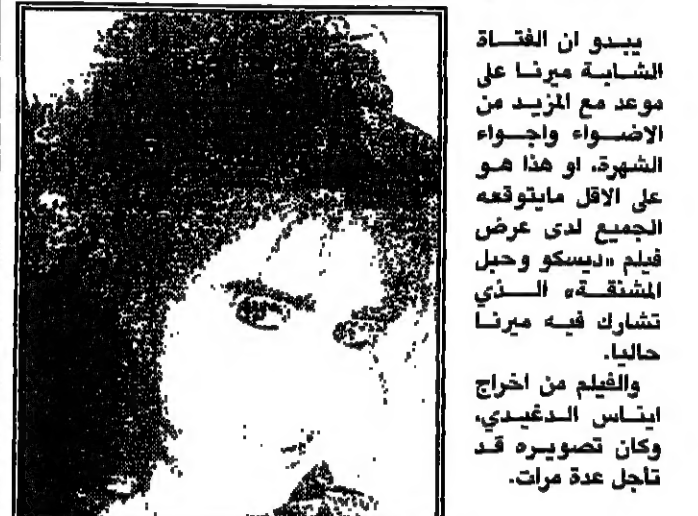 يبدو ان الفتاة
الشابة ميرنا على
موعد مع المزيد من
الاضواء واجواء
الشهرة، او هذا هو
على الاقل مايتوقعه
الجميع لدى عرض
فيلم «ديسكو وحبل
المشنقة» الذي
تشارك فيه ميرنا
حاليا.
والفيلم من اخراج
ايناس الدغيدي،
وكان تصويره قد
تأجل عدة مرات.